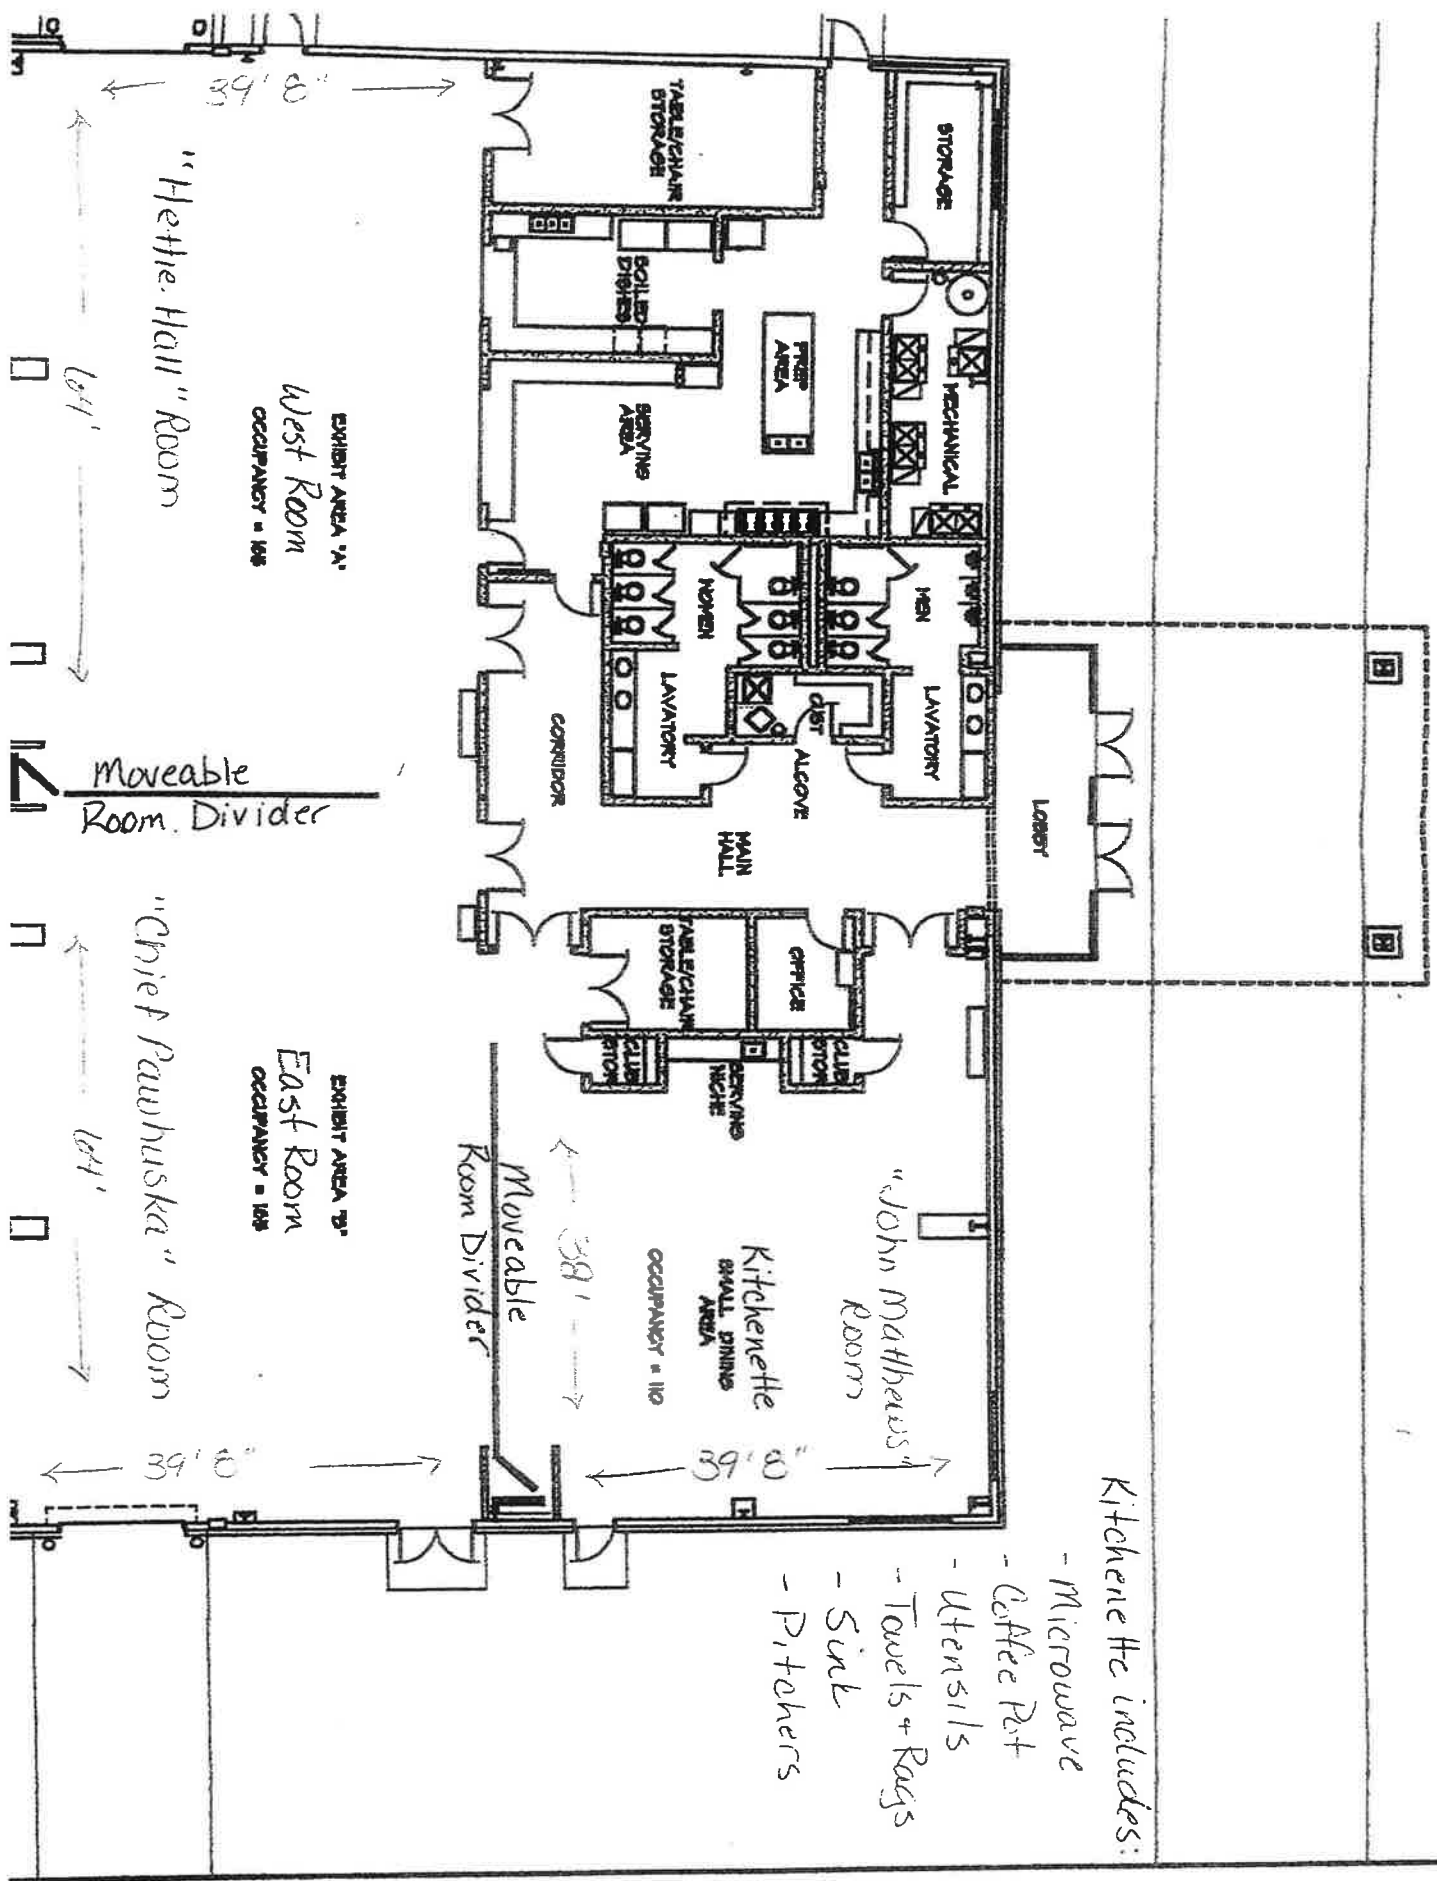 39' 8"
"Hettie Hall" Room
64'
EXHIBIT AREA "A"
West Room
TABLE/CHAIR
STORAGE
STORAGE
SOILED
DISHES
PREP
AREA
SERVING
AREA
MECHANICAL
WOMEN
MEN
LAVATORY
LAVATORY
CUST
ALCOVE
CORRIDOR
MAIN
HALL
LOBBY
Moveable
Room Divider
TABLE/CHAIR
STORAGE
OFFICE
CLUB
STOR
CLUB
STOR
SERVING
NICHE
"Chief Pawhuska" Room
64'
EXHIBIT AREA "B"
East Room
39' 8"
Moveable
Room Divider
38'
"John Mathews"
Room
Kitchenette
SMALL DINING
AREA
OCCUPANCY = 110
39' 8"
Kitchenette includes:
- Microwave
- Coffee Pot
- Utensils
- Towels + Rags
- Sink
- Pitchers